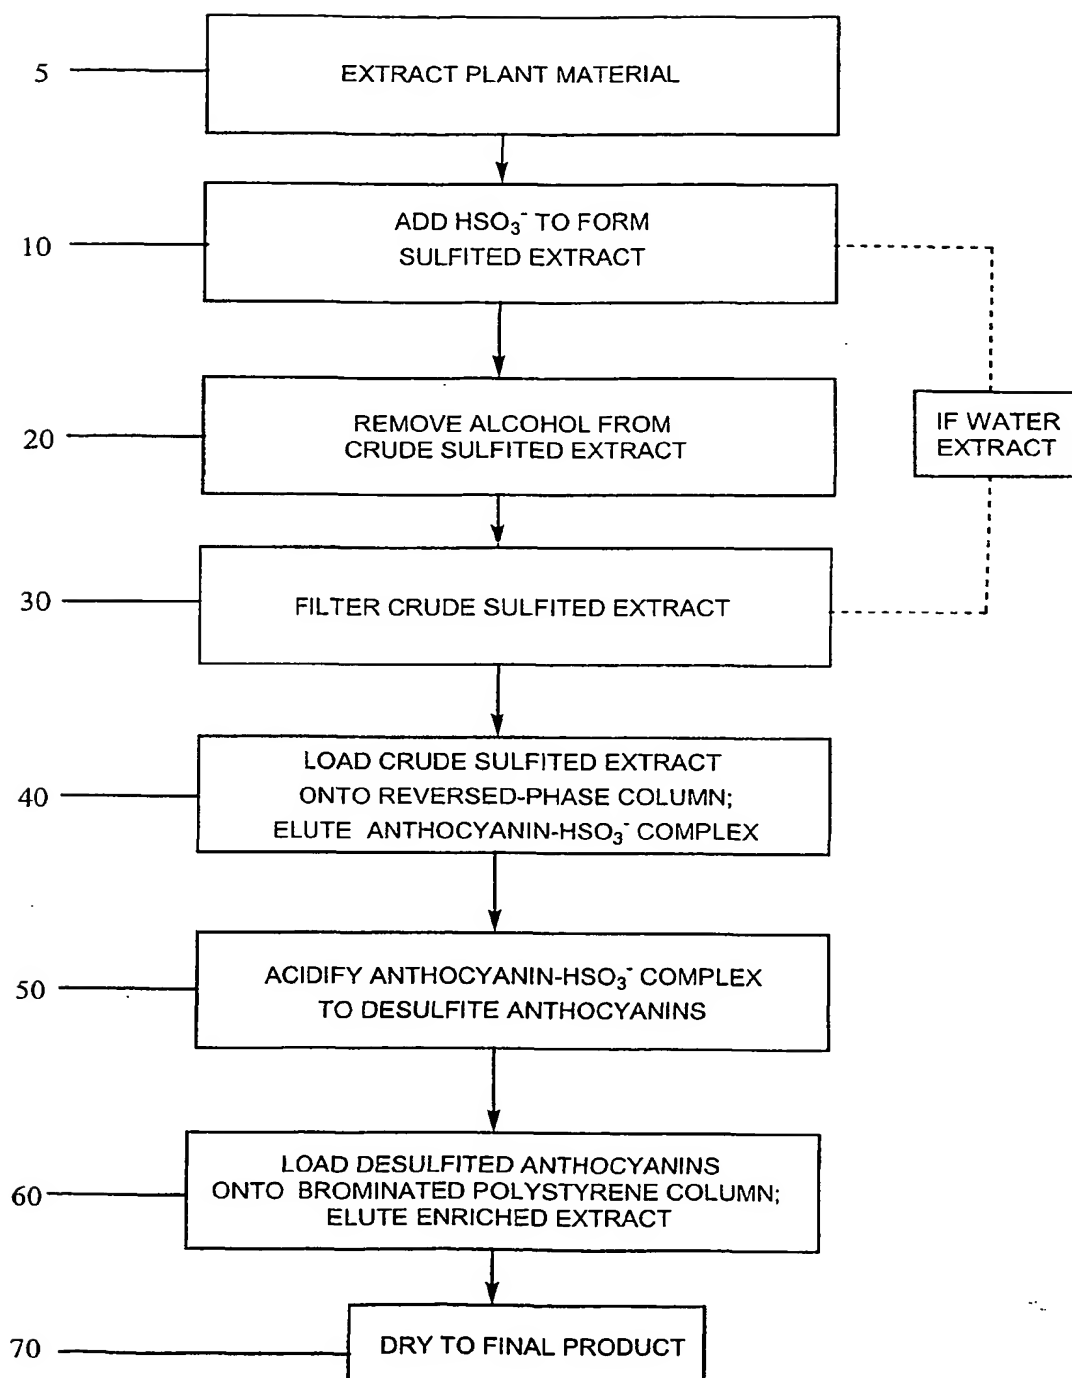 5
EXTRACT PLANT MATERIAL
10
ADD HSO₃⁻ TO FORM
SULFITED EXTRACT
20
REMOVE ALCOHOL FROM
CRUDE SULFITED EXTRACT
IF WATER
EXTRACT
30
FILTER CRUDE SULFITED EXTRACT
40
LOAD CRUDE SULFITED EXTRACT
ONTO REVERSED-PHASE COLUMN;
ELUTE ANTHOCYANIN-HSO₃⁻ COMPLEX
50
ACIDIFY ANTHOCYANIN-HSO₃⁻ COMPLEX
TO DESULFITE ANTHOCYANINS
60
LOAD DESULFITED ANTHOCYANINS
ONTO BROMINATED POLYSTYRENE COLUMN;
ELUTE ENRICHED EXTRACT
70
DRY TO FINAL PRODUCT